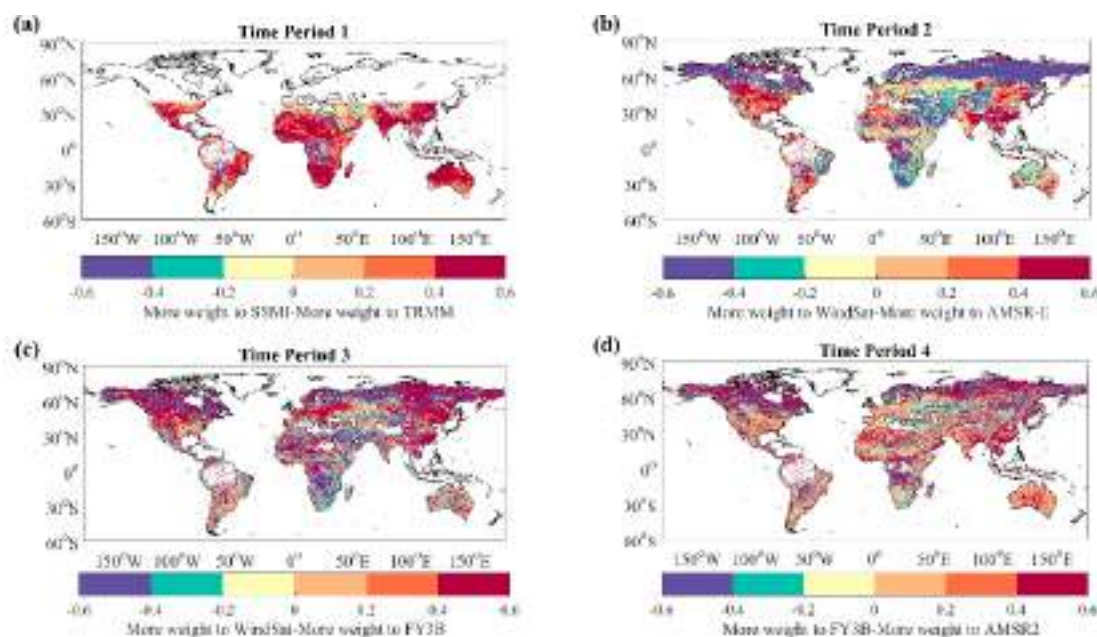 (a)
Time Period 1
90°N
60°N
30°N
0°
30°S
60°S
150°W 100°W 50°W 0° 50°E 100°E 150°E
-0.6 -0.4 -0.2 0 0.2 0.4 0.6
More weight to SSMI-More weight to TRMM
(b)
Time Period 2
90°N
60°N
30°N
0°
30°S
60°S
150°W 100°W 50°W 0° 50°E 100°E 150°E
-0.6 -0.4 -0.2 0 0.2 0.4 0.6
More weight to WindSat-More weight to AMSR-E
(c)
Time Period 3
90°N
60°N
30°N
0°
30°S
60°S
150°W 100°W 50°W 0° 50°E 100°E 150°E
-0.6 -0.4 -0.2 0 0.2 0.4 0.6
More weight to WindSat-More weight to FY3B
(d)
Time Period 4
90°N
60°N
30°N
0°
30°S
60°S
150°W 100°W 50°W 0° 50°E 100°E 150°E
-0.6 -0.4 -0.2 0 0.2 0.4 0.6
More weight to FY3B-More weight to AMSR2